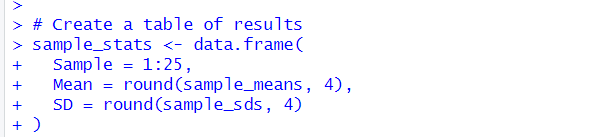 >
> # Create a table of results
> sample_stats <- data.frame(
+   Sample = 1:25,
+   Mean = round(sample_means, 4),
+   SD = round(sample_sds, 4)
+ )